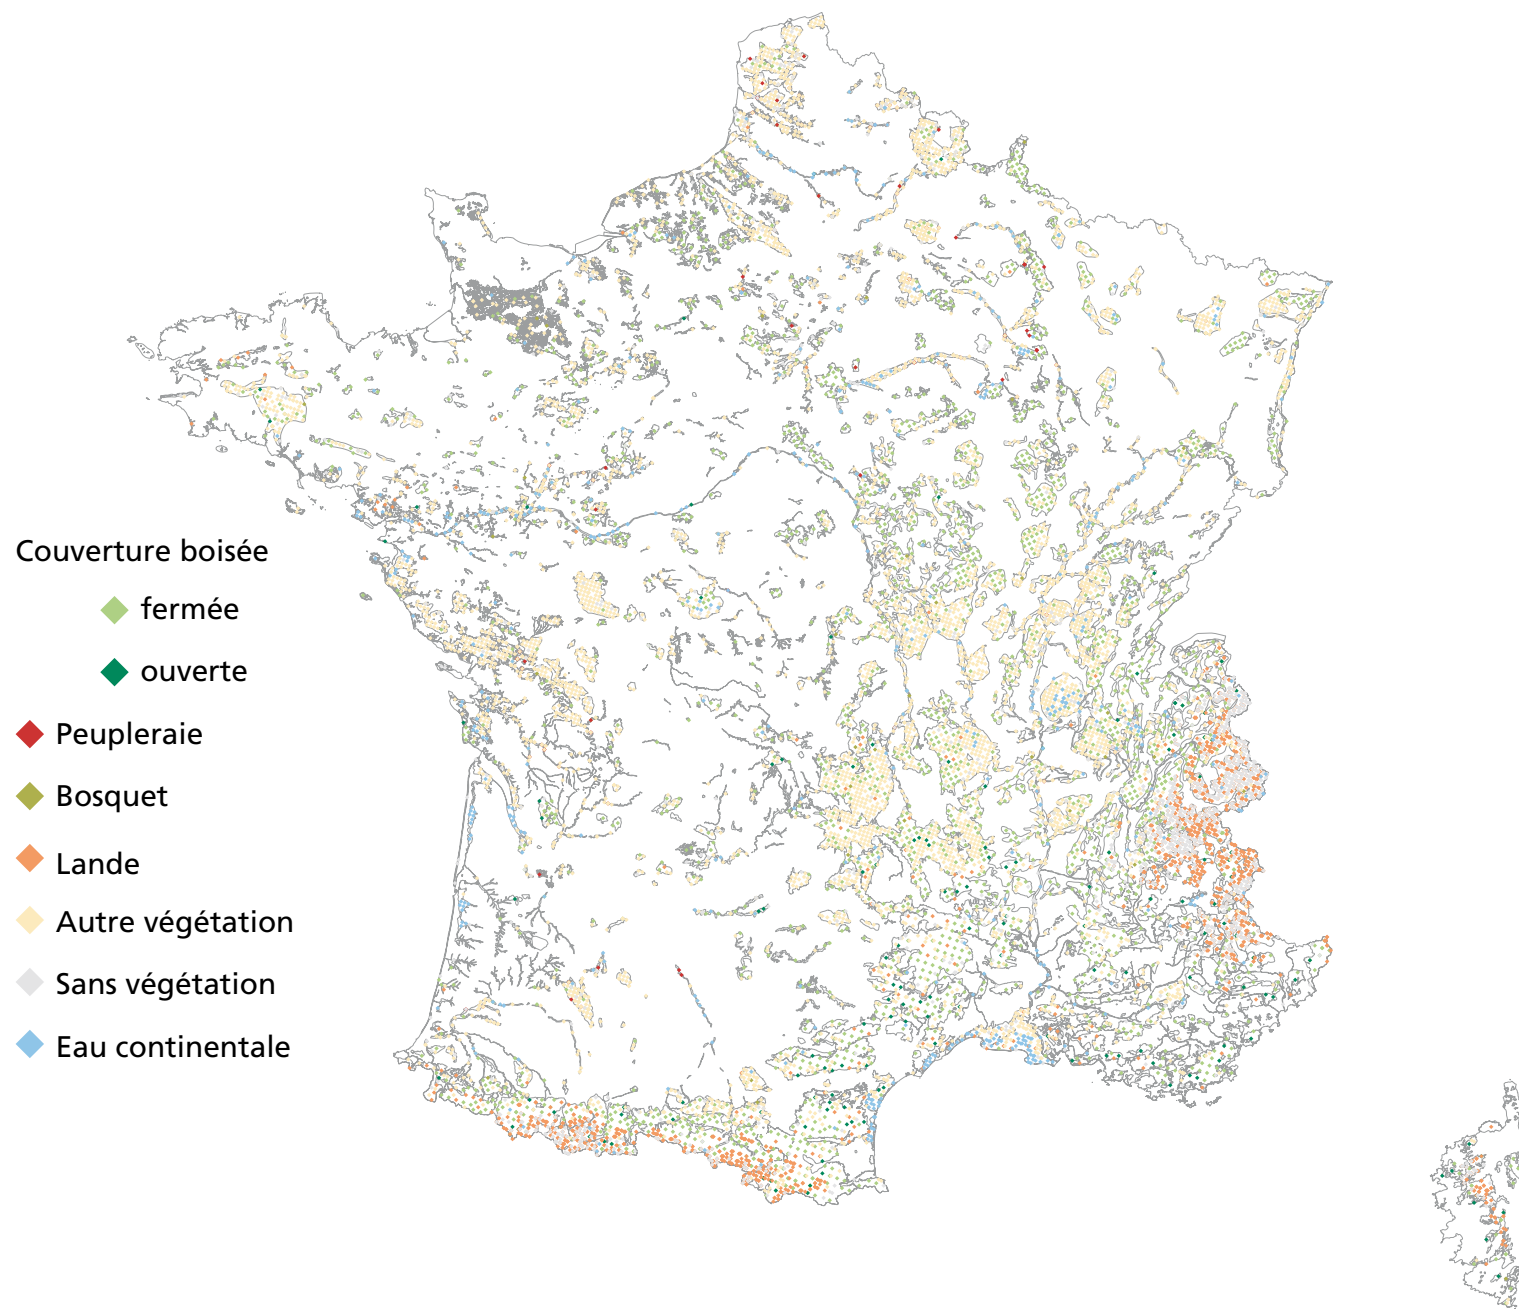 Couverture boisée
fermée
ouverte
Peupleraie
Bosquet
Lande
Autre végétation
Sans végétation
Eau continentale